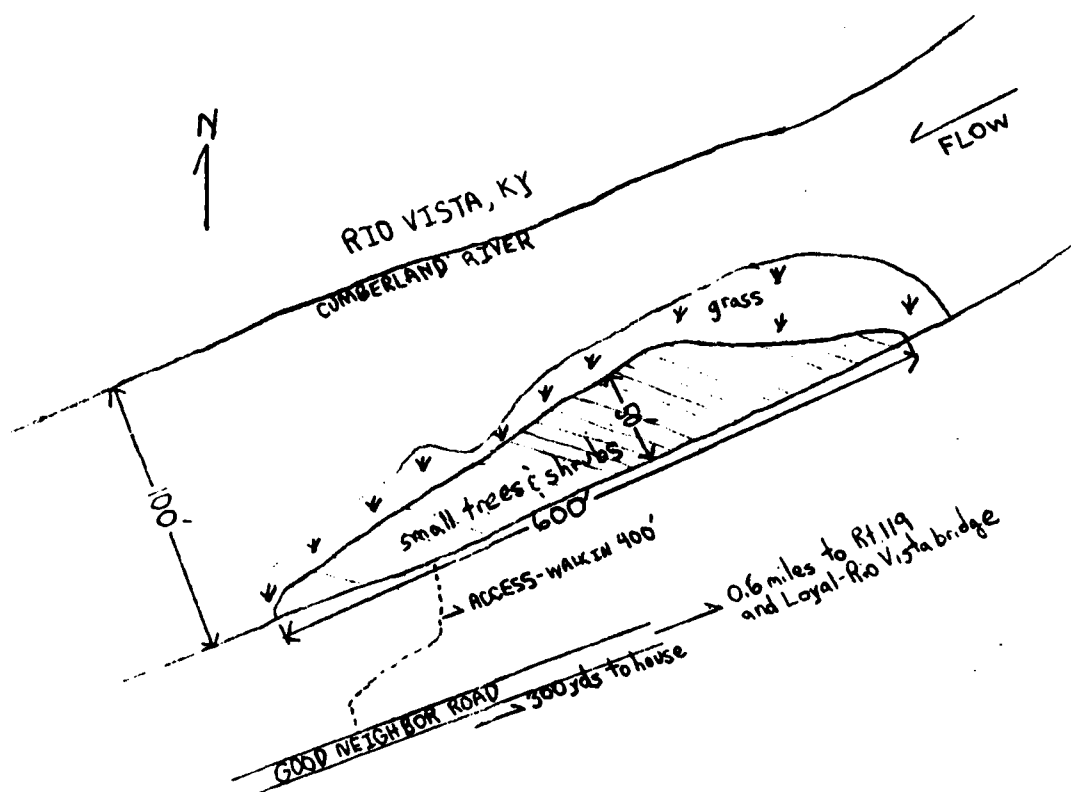 N
FLOW
RIO VISTA, KY
CUMBERLAND RIVER
grass
100'
small trees & shrubs
600'
ACCESS-WALK IN 400'
0.6 miles to Rt.119
and Loyal-Rio Vista bridge
300 yds to house
GOOD NEIGHBOR ROAD